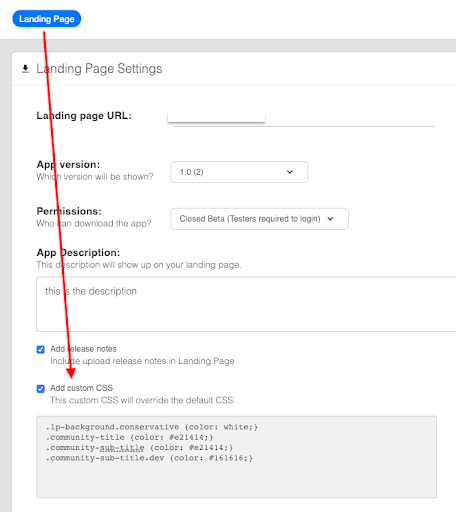 Landing Page
Landing Page Settings
Landing page URL:
App version:
Which version will be shown?
1.0 (2)
Permissions:
Who can download the app?
Closed Beta (Testers required to login)
App Description:
This description will show up on your landing page.
this is the description
Add release notes
Include upload release notes in Landing Page
Add custom CSS
This custom CSS will override the default CSS.
.lp-background.conservative {color: white;}
.community-title {color: #e21414;}
.community-sub-title {color: #e21414;}
.community-sub-title.dev {color: #161616;}